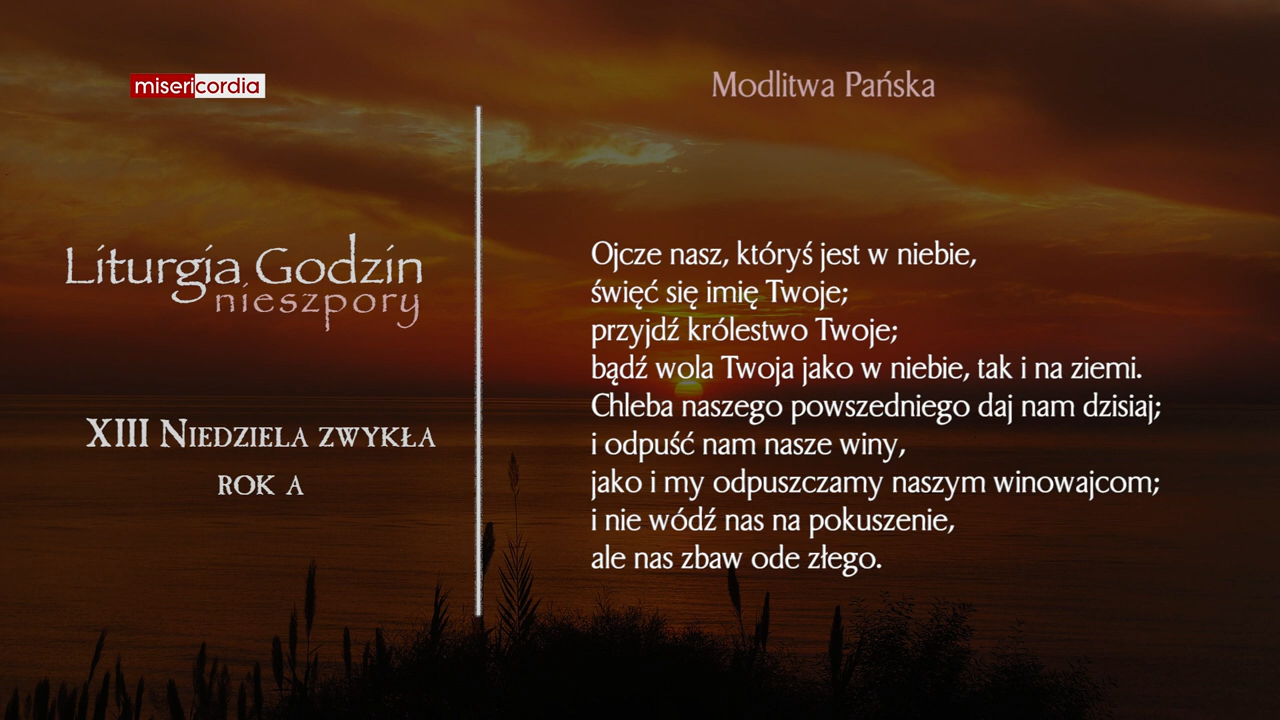 misericordia
Liturgia Godzin
nieszpory
XIII Niedziela zwykła
rok A
Modlitwa Pańska
Ojcze nasz, któryś jest w niebie,
święć się imię Twoje;
przyjdź królestwo Twoje;
bądź wola Twoja jako w niebie, tak i na ziemi.
Chleba naszego powszedniego daj nam dzisiaj;
i odpuść nam nasze winy,
jako i my odpuszczamy naszym winowajcom;
i nie wódź nas na pokuszenie,
ale nas zbaw ode złego.